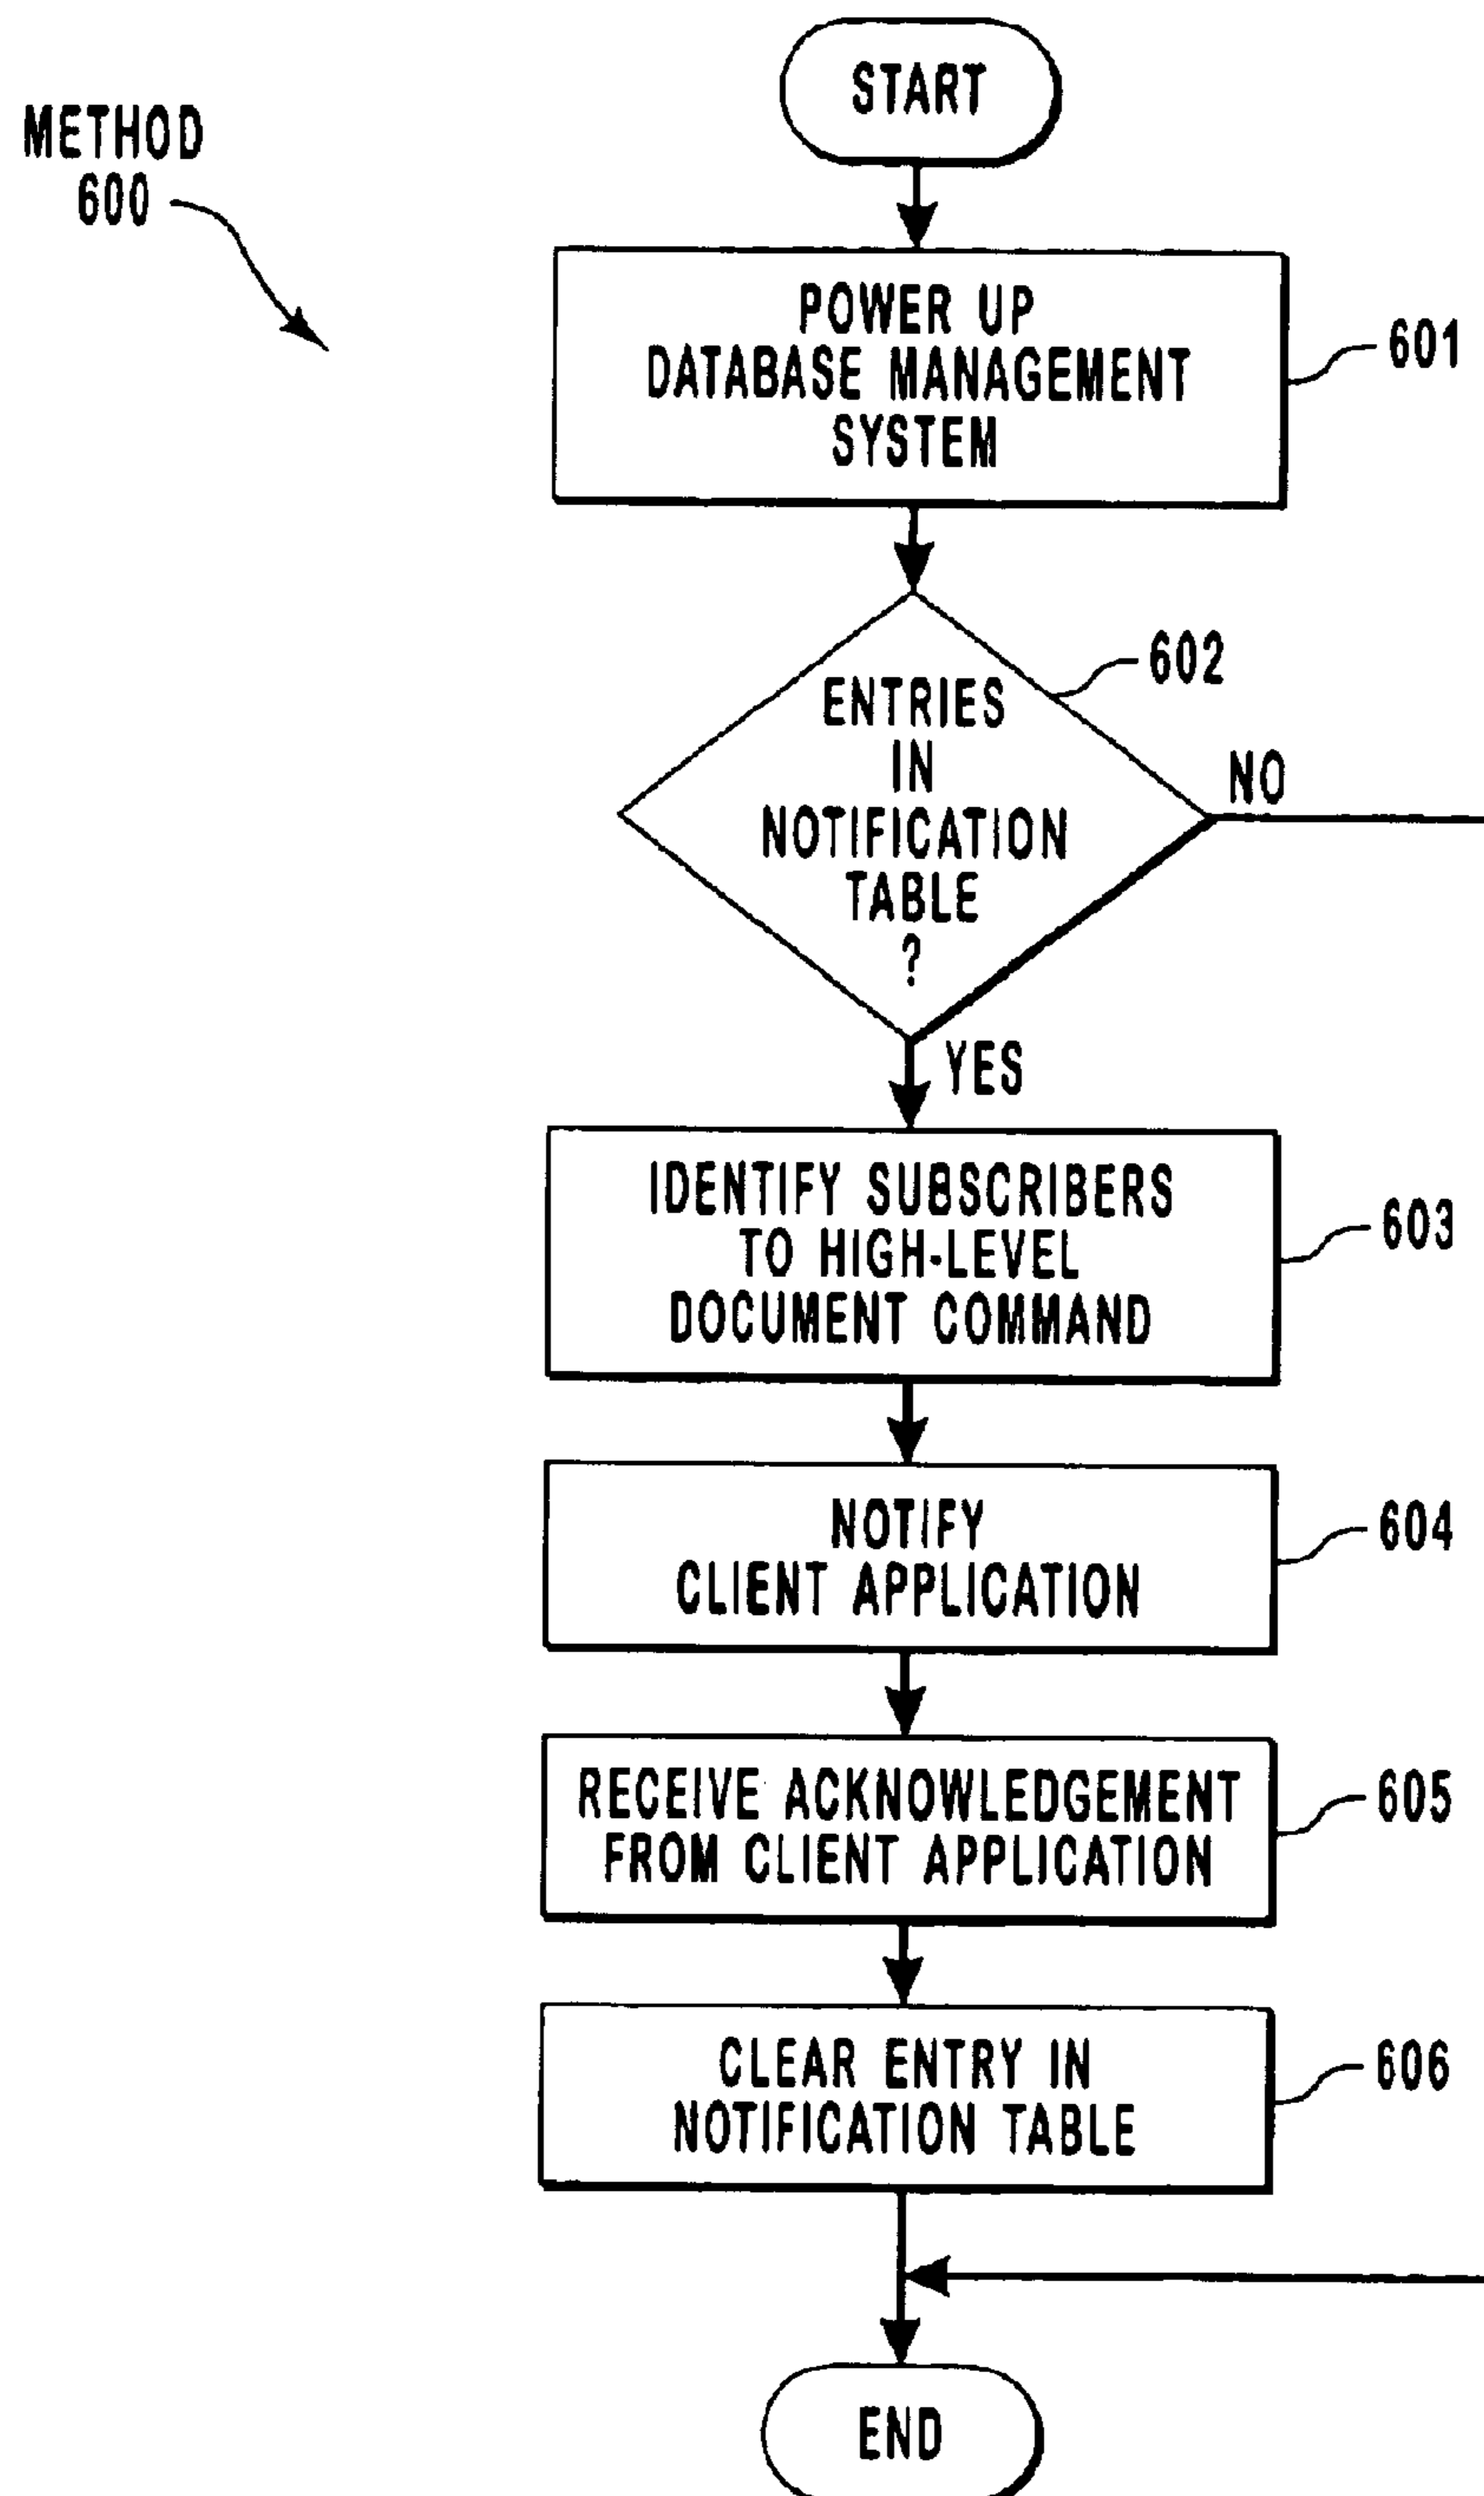 START
METHOD
600
POWER UP
DATABASE MANAGEMENT
SYSTEM
601
602
ENTRIES
IN
NOTIFICATION
TABLE
?
NO
YES
IDENTIFY SUBSCRIBERS
TO HIGH-LEVEL
DOCUMENT COMMAND
603
NOTIFY
CLIENT APPLICATION
604
RECEIVE ACKNOWLEDGEMENT
FROM CLIENT APPLICATION
605
CLEAR ENTRY IN
NOTIFICATION TABLE
606
END